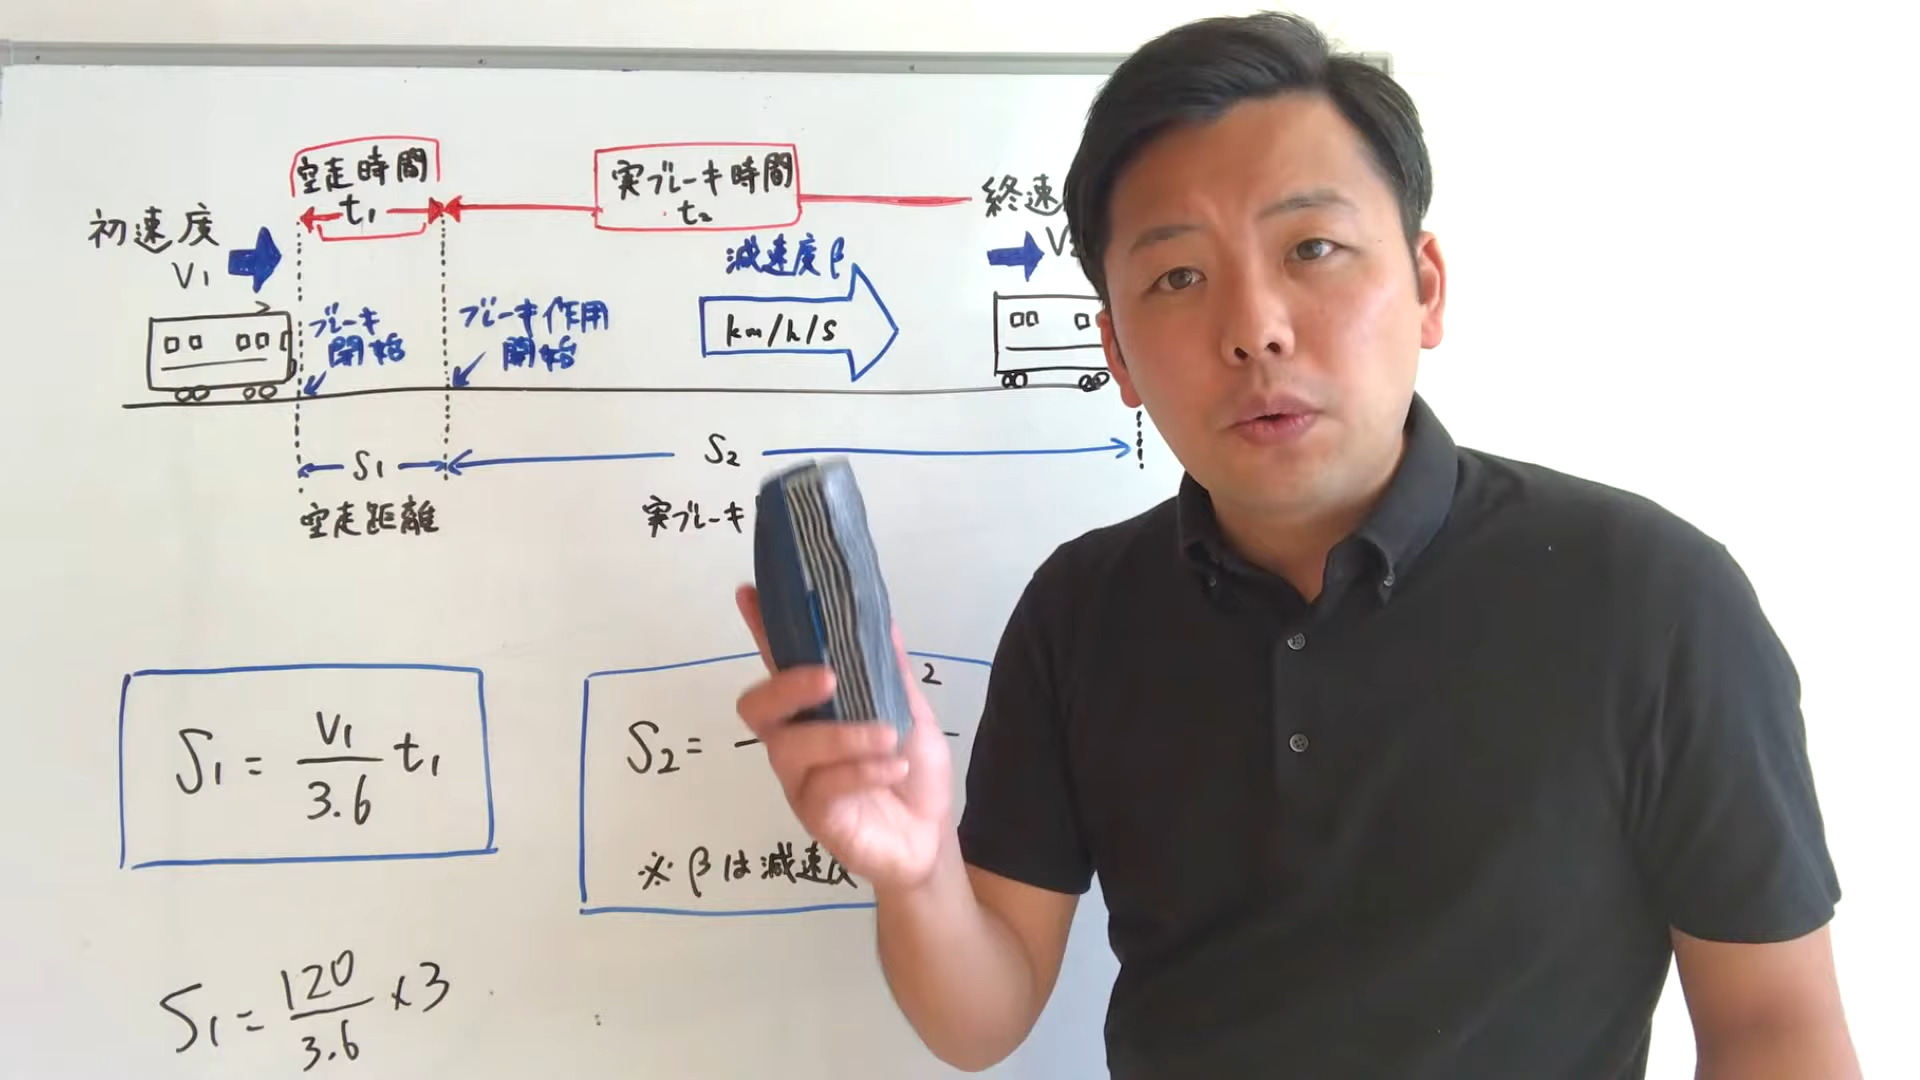 空走時間
t₁
実ブレーキ時間
t₂
初速度
V₁
終速
V
減速度β
km/h/s
ブレーキ
開始
ブレーキ作用
開始
S₁
S₂
空走距離
実ブレーキ
S₁ = V₁/3.6 t₁
S₂ =
2
※βは減速
S₁ = 120/3.6 ×3